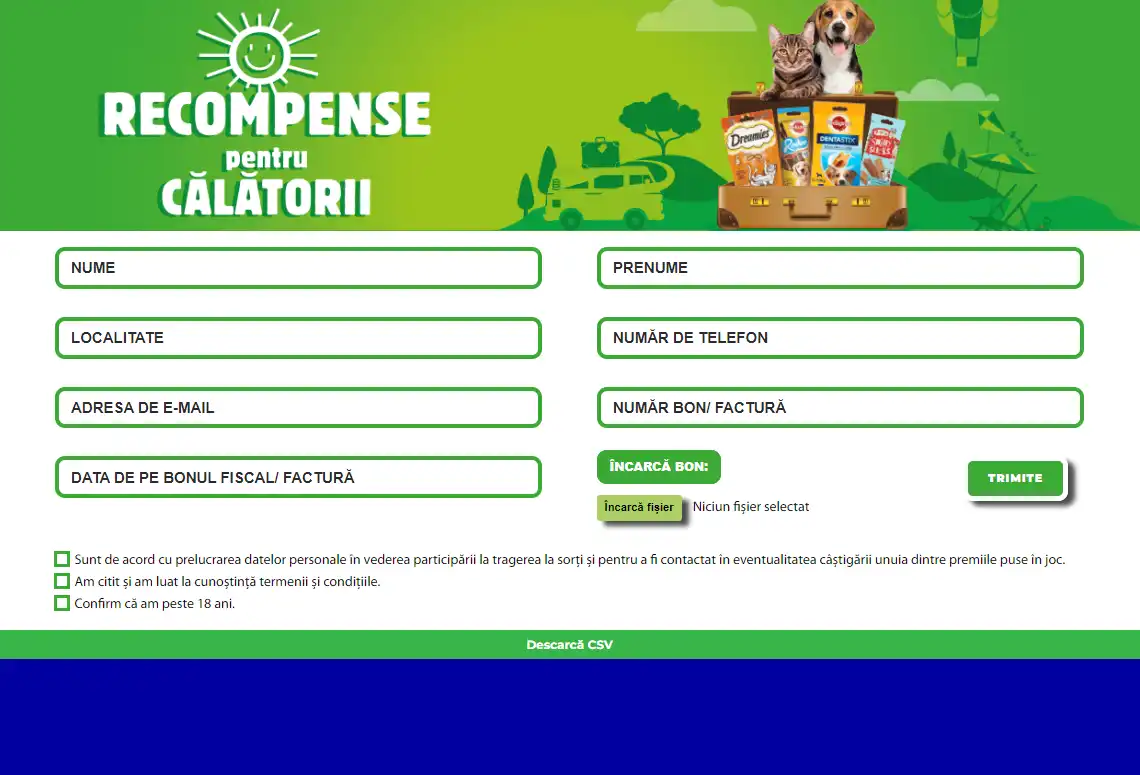 RECOMPENSE
pentru
CĂLĂTORII
Dreamies
DENTASTIX
NUME
PRENUME
LOCALITATE
NUMĂR DE TELEFON
ADRESA DE E-MAIL
NUMĂR BON/ FACTURĂ
DATA DE PE BONUL FISCAL/ FACTURĂ
ÎNCARCĂ BON:
Încarcă fișier
Niciun fișier selectat
TRIMITE
Sunt de acord cu prelucrarea datelor personale în vederea participării la tragerea la sorți și pentru a fi contactat în eventualitatea câștigării unuia dintre premiile puse în joc.
Am citit și am luat la cunoștință termenii și condițiile.
Confirm că am peste 18 ani.
Descarcă CSV